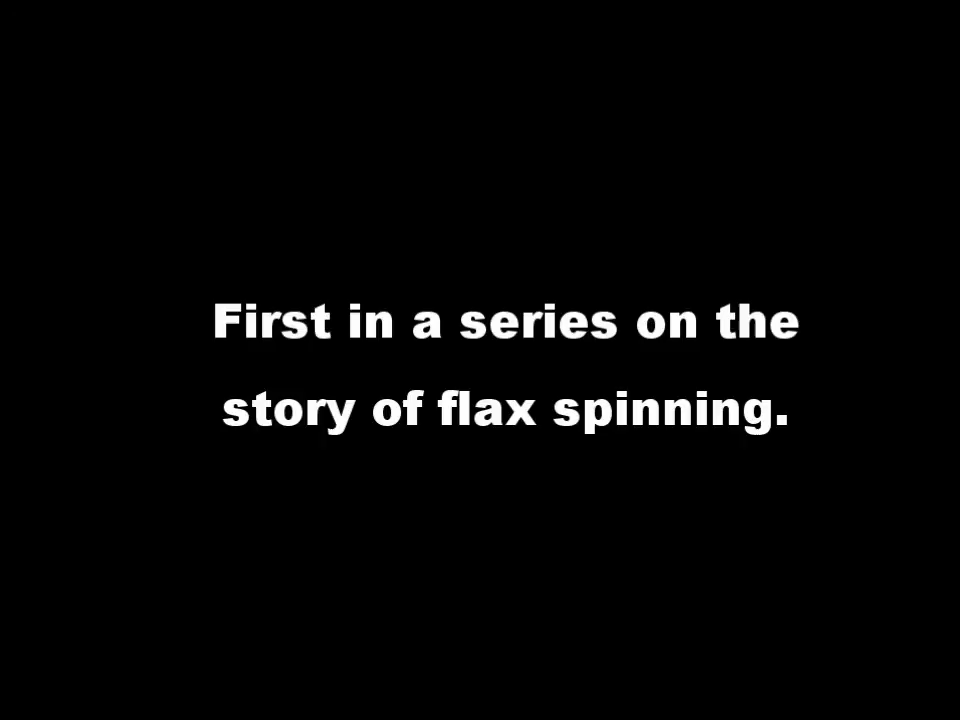 First in a series on the
story of flax spinning.